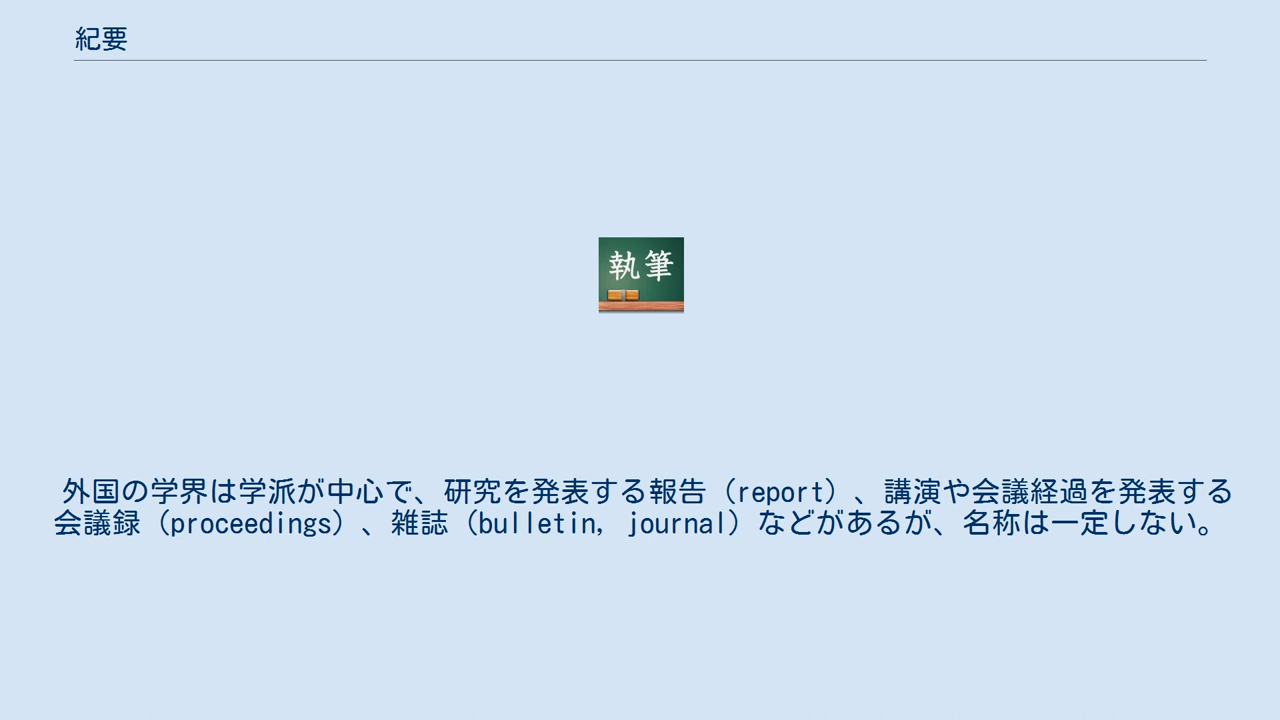 紀要
執筆
外国の学界は学派が中心で、研究を発表する報告（report）、講演や会議経過を発表する
会議録（proceedings）、雑誌（bulletin, journal）などがあるが、名称は一定しない。